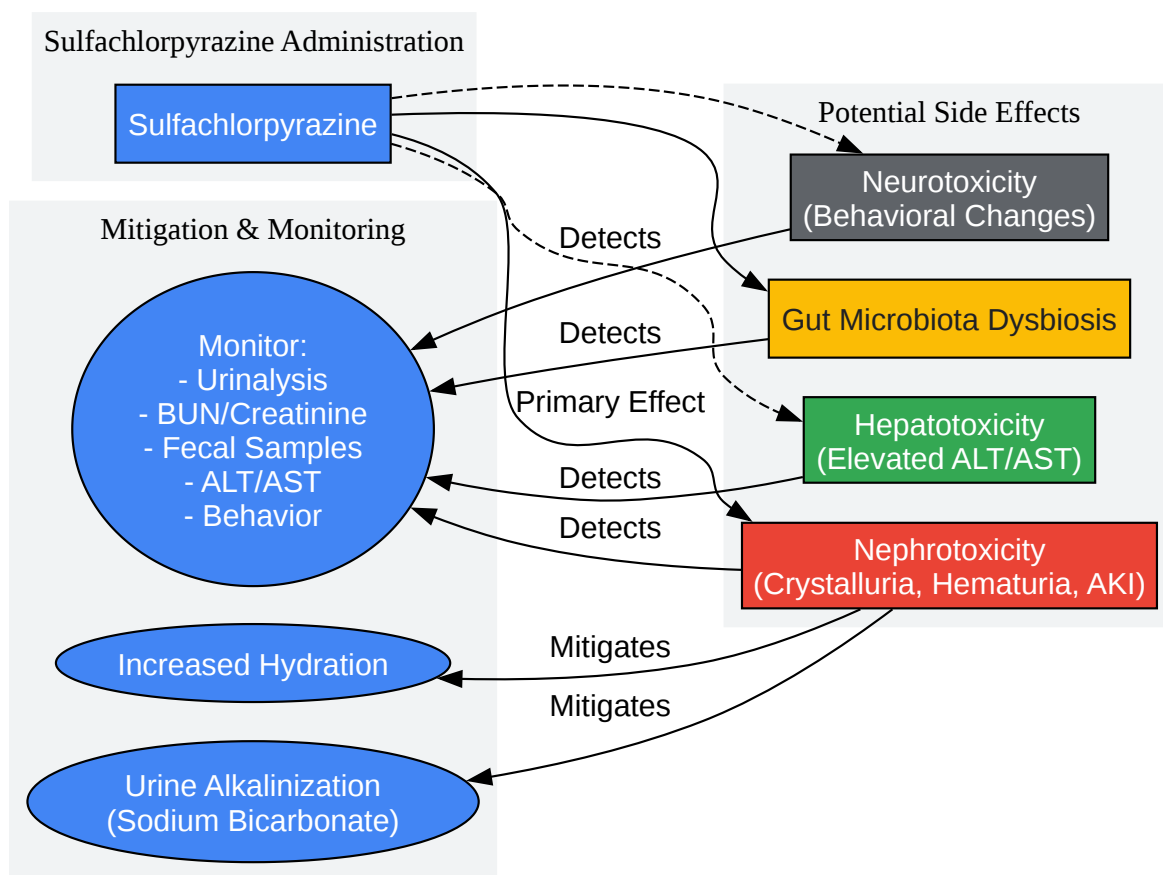 Sulfachlorpyrazine Administration
Sulfachlorpyrazine
Potential Side Effects
Neurotoxicity
(Behavioral Changes)
Gut Microbiota Dysbiosis
Hepatotoxicity
(Elevated ALT/AST)
Nephrotoxicity
(Crystalluria, Hematuria, AKI)
Mitigation & Monitoring
Monitor:
- Urinalysis
- BUN/Creatinine
- Fecal Samples
- ALT/AST
- Behavior
Increased Hydration
Urine Alkalinization
(Sodium Bicarbonate)
Detects
Detects
Primary Effect
Detects
Detects
Mitigates
Mitigates